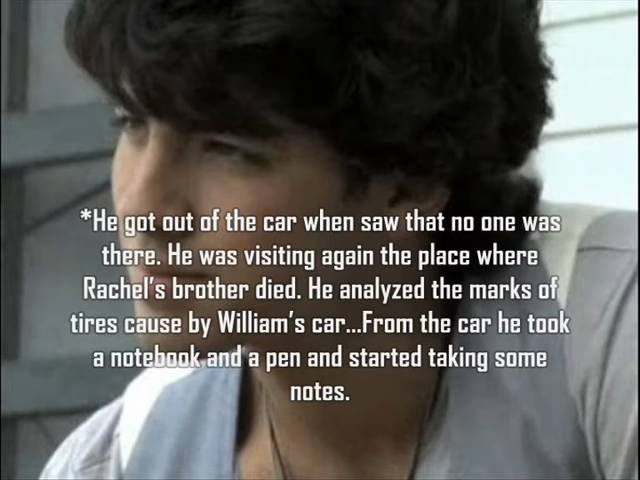 *He got out of the car when saw that no one was
there. He was visiting again the place where
Rachel's brother died. He analyzed the marks of
tires cause by William's car...From the car he took
a notebook and a pen and started taking some
notes.